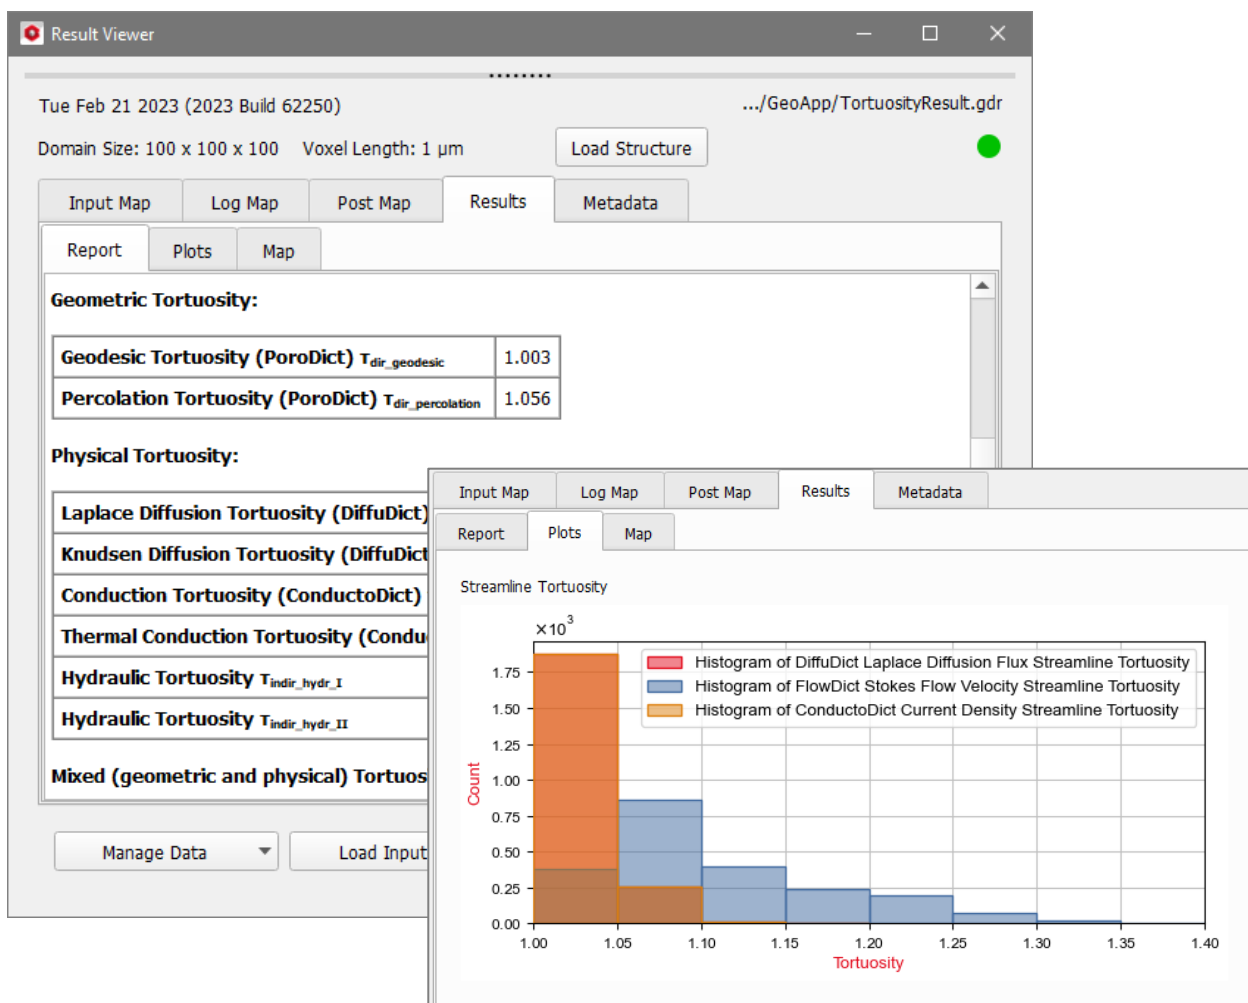 Result Viewer
Tue Feb 21 2023 (2023 Build 62250)
.../GeoApp/TortuosityResult.gdr
Domain Size: 100 x 100 x 100 Voxel Length: 1 µm
Load Structure
Input Map Log Map Post Map Results Metadata
Report Plots Map
Geometric Tortuosity:
Geodesic Tortuosity (PoroDict) τdir_geodesic 1.003
Percolation Tortuosity (PoroDict) τdir_percolation 1.056
Physical Tortuosity:
Laplace Diffusion Tortuosity (DiffuDict)
Knudsen Diffusion Tortuosity (DiffuDict
Conduction Tortuosity (ConductoDict)
Thermal Conduction Tortuosity (Condu
Hydraulic Tortuosity τindir_hydr_I
Hydraulic Tortuosity τindir_hydr_II
Mixed (geometric and physical) Tortuos
Manage Data Load Input
Input Map Log Map Post Map Results Metadata
Report Plots Map
Streamline Tortuosity
×10³
Histogram of DiffuDict Laplace Diffusion Flux Streamline Tortuosity
Histogram of FlowDict Stokes Flow Velocity Streamline Tortuosity
Histogram of ConductoDict Current Density Streamline Tortuosity
Count
1.75
1.50
1.25
1.00
0.75
0.50
0.25
0.00
1.00 1.05 1.10 1.15 1.20 1.25 1.30 1.35 1.40
Tortuosity